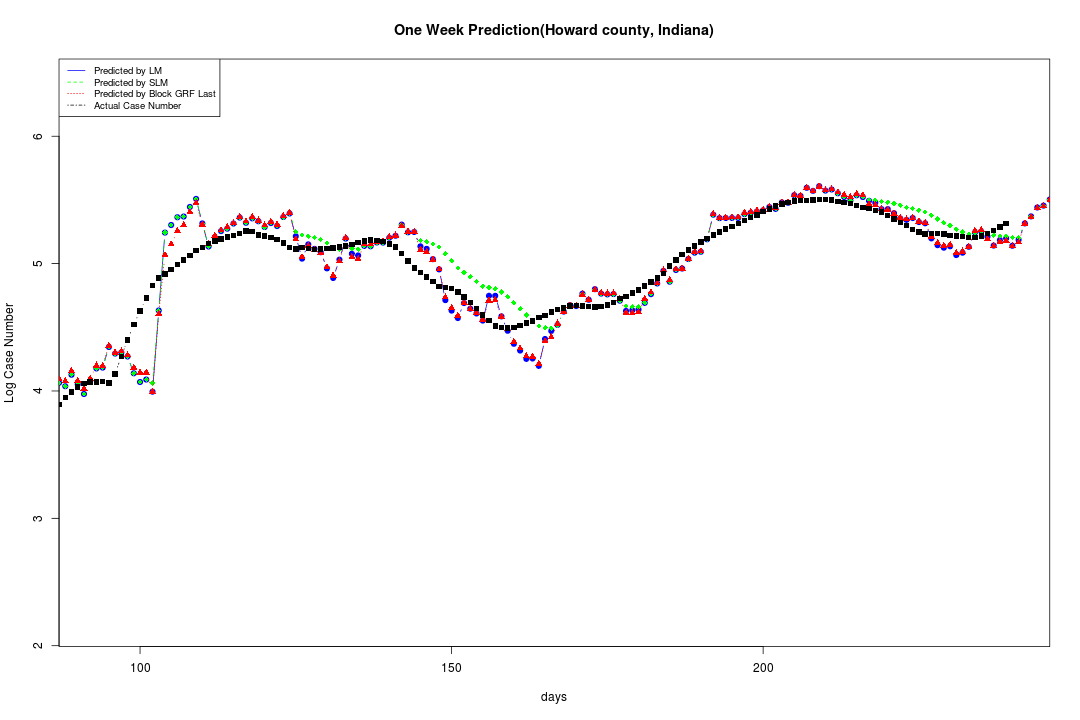 One Week Prediction(Howard county, Indiana)
Predicted by LM
Predicted by SLM
Predicted by Block GRF Last
Actual Case Number
6
5
4
3
2
Log Case Number
100
150
200
days